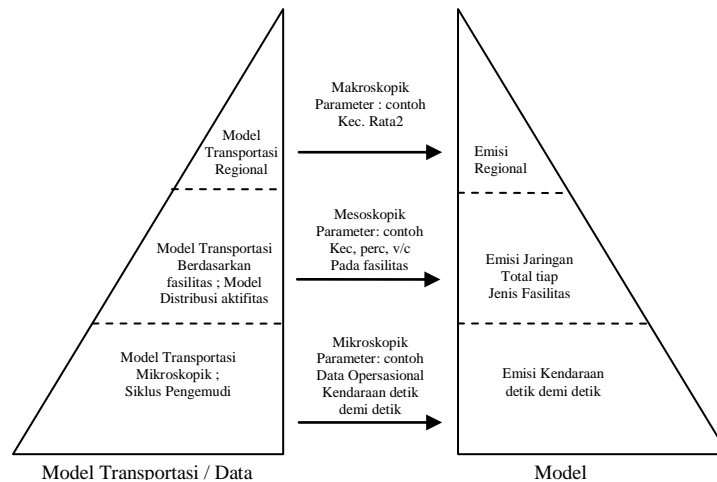 Makroskopik
Parameter : contoh
Kec. Rata2
Model
Transportasi
Regional
Emisi
Regional
Mesoskopik
Parameter: contoh
Kec, perc, v/c
Pada fasilitas
Model Transportasi
Berdasarkan
fasilitas ; Model
Distribusi aktifitas
Emisi Jaringan
Total tiap
Jenis Fasilitas
Mikroskopik
Parameter: contoh
Data Opersasional
Kendaraan detik
demi detik
Model Transportasi
Mikroskopik ;
Siklus Pengemudi
Emisi Kendaraan
detik demi detik
Model Transportasi / Data
Model